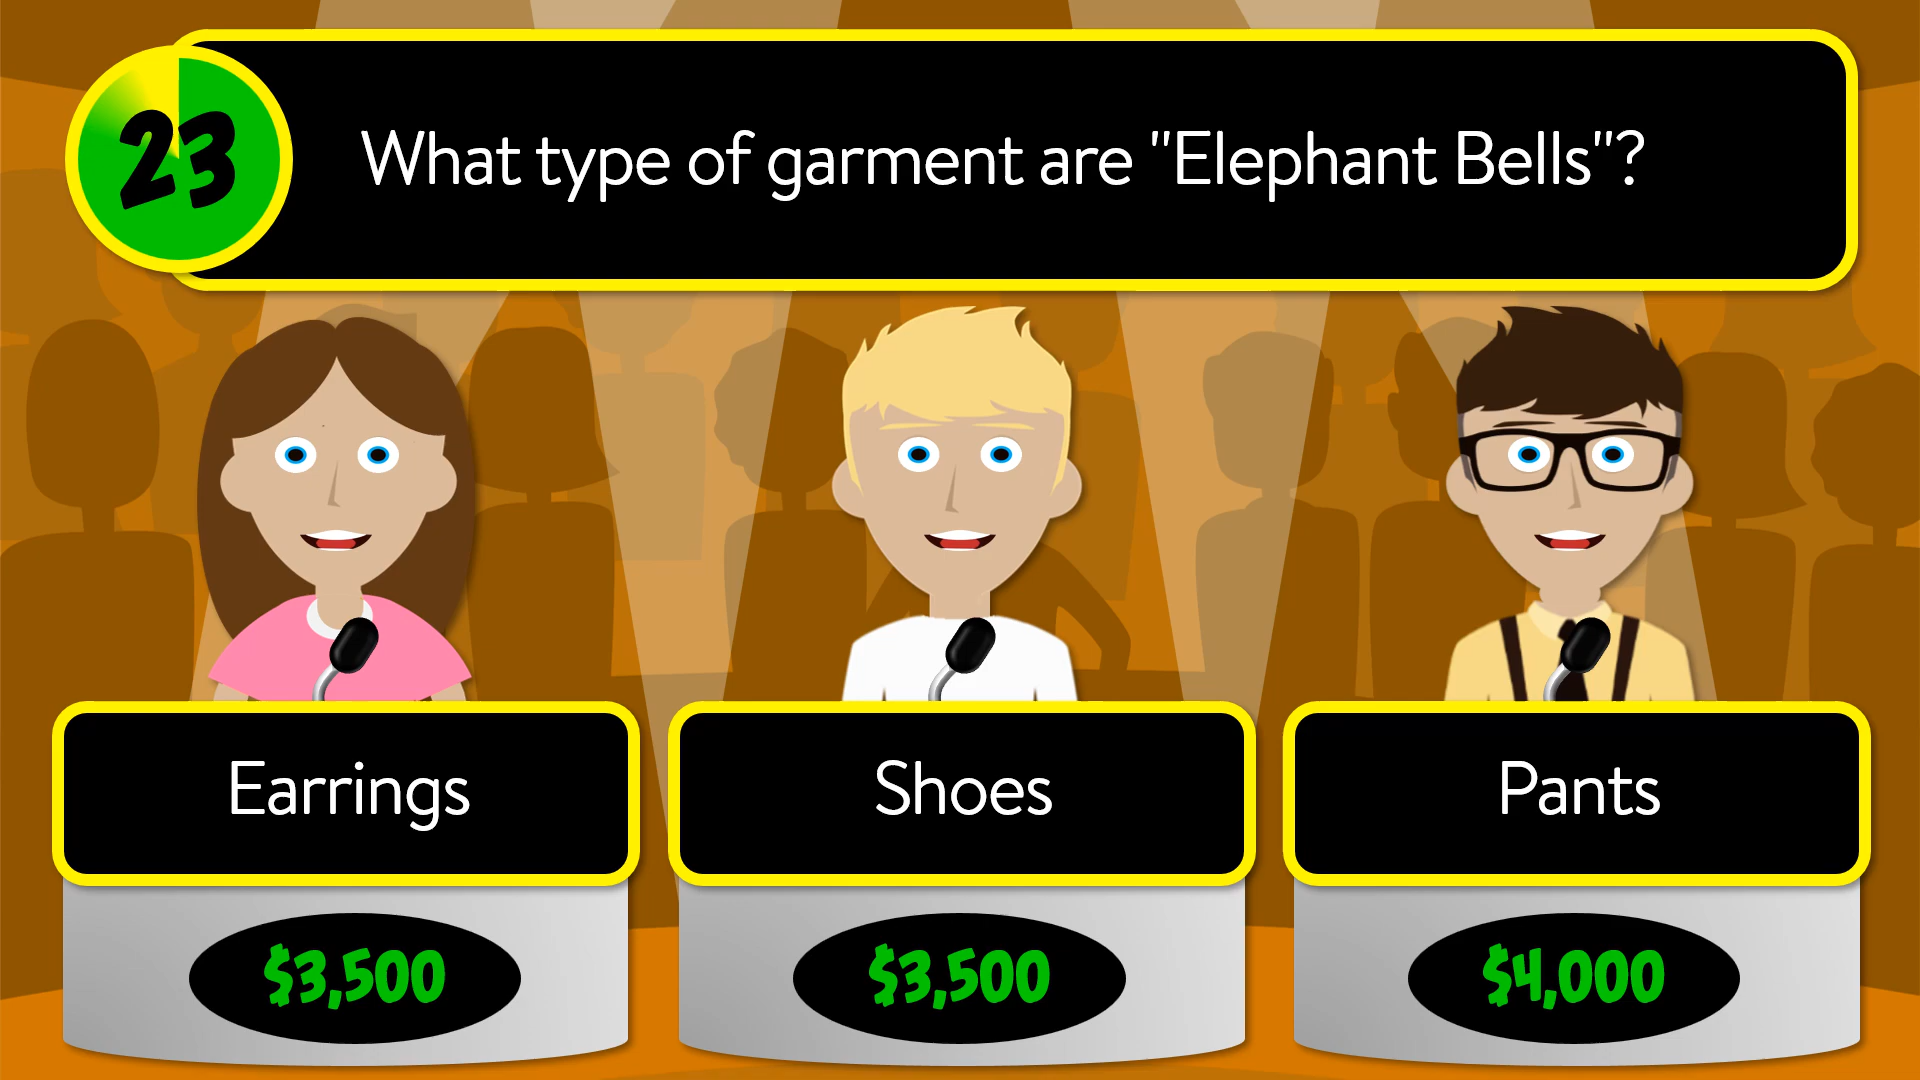 23
What type of garment are "Elephant Bells"?
Earrings
Shoes
Pants
$3,500
$3,500
$4,000